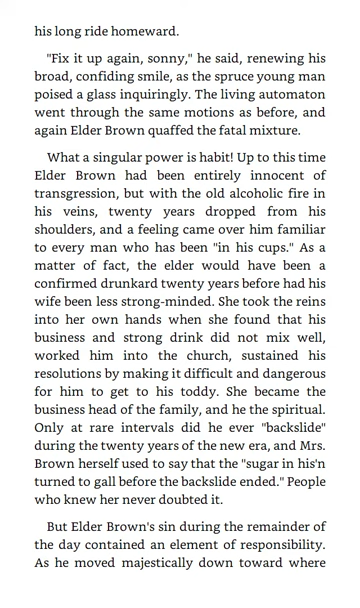 his long ride homeward.
"Fix it up again, sonny," he said, renewing his
broad, confiding smile, as the spruce young man
poised a glass inquiringly. The living automaton
went through the same motions as before, and
again Elder Brown quaffed the fatal mixture.
What a singular power is habit! Up to this time
Elder Brown had been entirely innocent of
transgression, but with the old alcoholic fire in
his veins, twenty years dropped from his
shoulders, and a feeling came over him familiar
to every man who has been "in his cups." As a
matter of fact, the elder would have been a
confirmed drunkard twenty years before had his
wife been less strong-minded. She took the reins
into her own hands when she found that his
business and strong drink did not mix well,
worked him into the church, sustained his
resolutions by making it difficult and dangerous
for him to get to his toddy. She became the
business head of the family, and he the spiritual.
Only at rare intervals did he ever "backslide"
during the twenty years of the new era, and Mrs.
Brown herself used to say that the "sugar in his'n
turned to gall before the backslide ended." People
who knew her never doubted it.
But Elder Brown's sin during the remainder of
the day contained an element of responsibility.
As he moved majestically down toward where